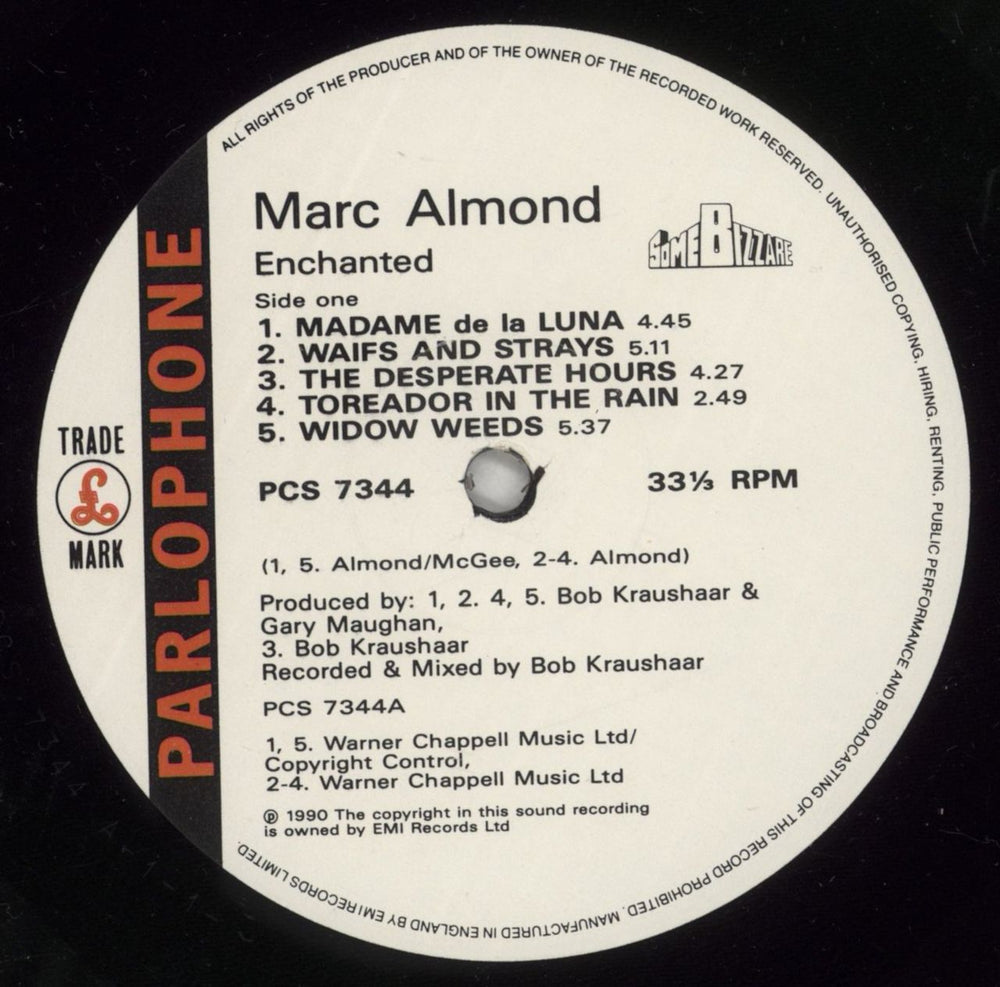 ALL RIGHTS OF THE PRODUCER AND OF THE OWNER OF THE RECORDED WORK RESERVED. UNAUTHORISED COPYING, HIRING, RENTING, PUBLIC PERFORMANCE AND BROADCASTING OF THIS RECORD PROHIBITED. MANUFACTURED IN ENGLAND BY EMI RECORDS LIMITED.
PARLOPHONE
TRADE
£
MARK
Marc Almond
SOME BIZZARE
Enchanted
Side one
1. MADAME de la LUNA 4.45
2. WAIFS AND STRAYS 5.11
3. THE DESPERATE HOURS 4.27
4. TOREADOR IN THE RAIN 2.49
5. WIDOW WEEDS 5.37
PCS 7344 33⅓ RPM
(1, 5. Almond/McGee, 2-4. Almond)
Produced by: 1, 2. 4, 5. Bob Kraushaar &
Gary Maughan,
3. Bob Kraushaar
Recorded & Mixed by Bob Kraushaar
PCS 7344A
1, 5. Warner Chappell Music Ltd/
Copyright Control,
2-4. Warner Chappell Music Ltd
℗ 1990 The copyright in this sound recording
is owned by EMI Records Ltd